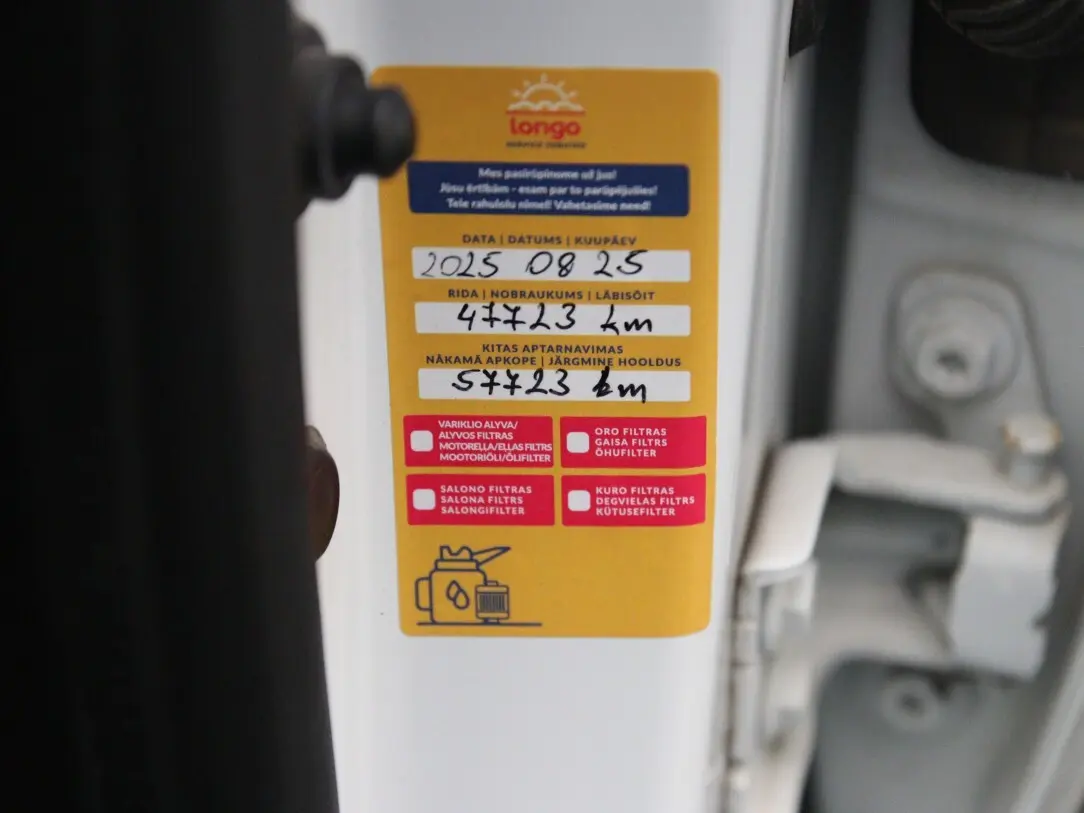 longo
Mes pasirūpinome už jus!
Jūsu ērtībām - esam par to parūpējušies!
Teie rahulolu nimel! Vahetasime need!
DATA | DATUMS | KUUPÄEV
2025 08 25
RIDA | NOBRAUKUMS | LÄBISÕIT
47723 km
KITAS APTARNAVIMAS
NĀKAMĀ APKOPE | JÄRGMINE HOOLDUS
57723 km
VARIKLIO ALYVA/
ALYVOS FILTRAS
MOTOREĻĻA/EĻĻAS FILTRS
MOOTORIÕLI/ÕLIFILTER
ORO FILTRAS
GAISA FILTRS
ÕHUFILTER
SALONO FILTRAS
SALONA FILTRS
SALONGIFILTER
KURO FILTRAS
DEGVIELAS FILTRS
KÜTUSEFILTER